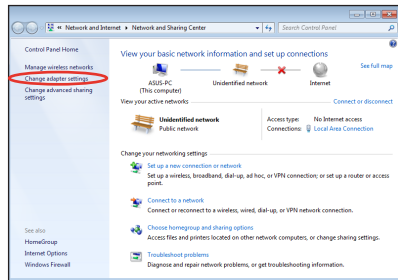 « Network and Internet ▸ Network and Sharing Center
Search Control Panel
Control Panel Home
Manage wireless networks
Change adapter settings
Change advanced sharing
settings
See also
HomeGroup
Internet Options
Windows Firewall
View your basic network information and set up connections
See full map
ASUS-PC
(This computer)
Unidentified network
Internet
View your active networks
Connect or disconnect
Unidentified network
Public network
Access type: No Internet access
Connections: Local Area Connection
Change your networking settings
Set up a new connection or network
Set up a wireless, broadband, dial-up, ad hoc, or VPN connection; or set up a router or access
point.
Connect to a network
Connect or reconnect to a wireless, wired, dial-up, or VPN network connection.
Choose homegroup and sharing options
Access files and printers located on other network computers, or change sharing settings.
Troubleshoot problems
Diagnose and repair network problems, or get troubleshooting information.